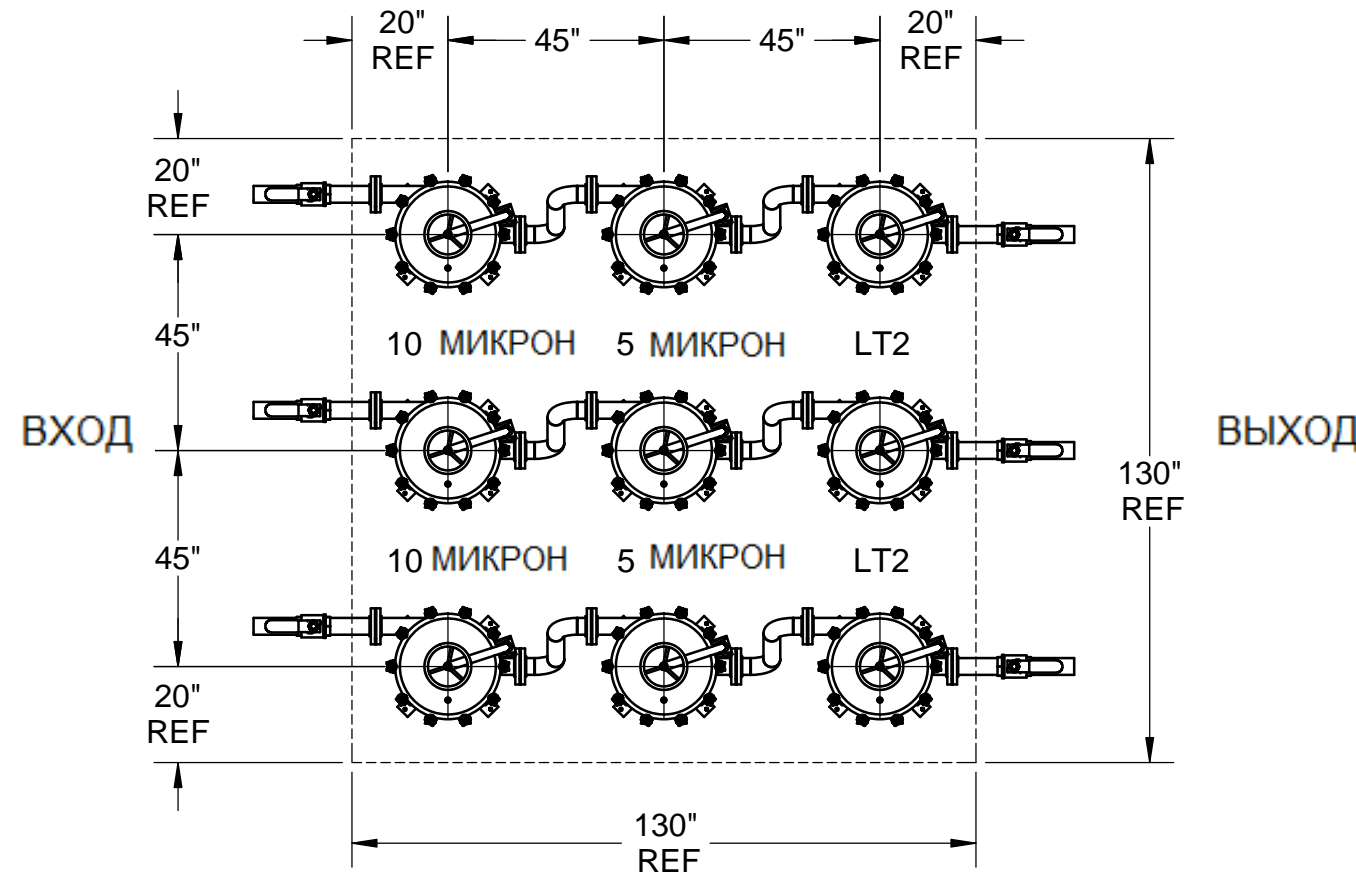 20"
REF
45"
45"
20"
REF
20"
REF
45"
10 МИКРОН 5 МИКРОН LT2
ВХОД
ВЫХОД
130"
REF
45"
10 МИКРОН 5 МИКРОН LT2
20"
REF
130"
REF